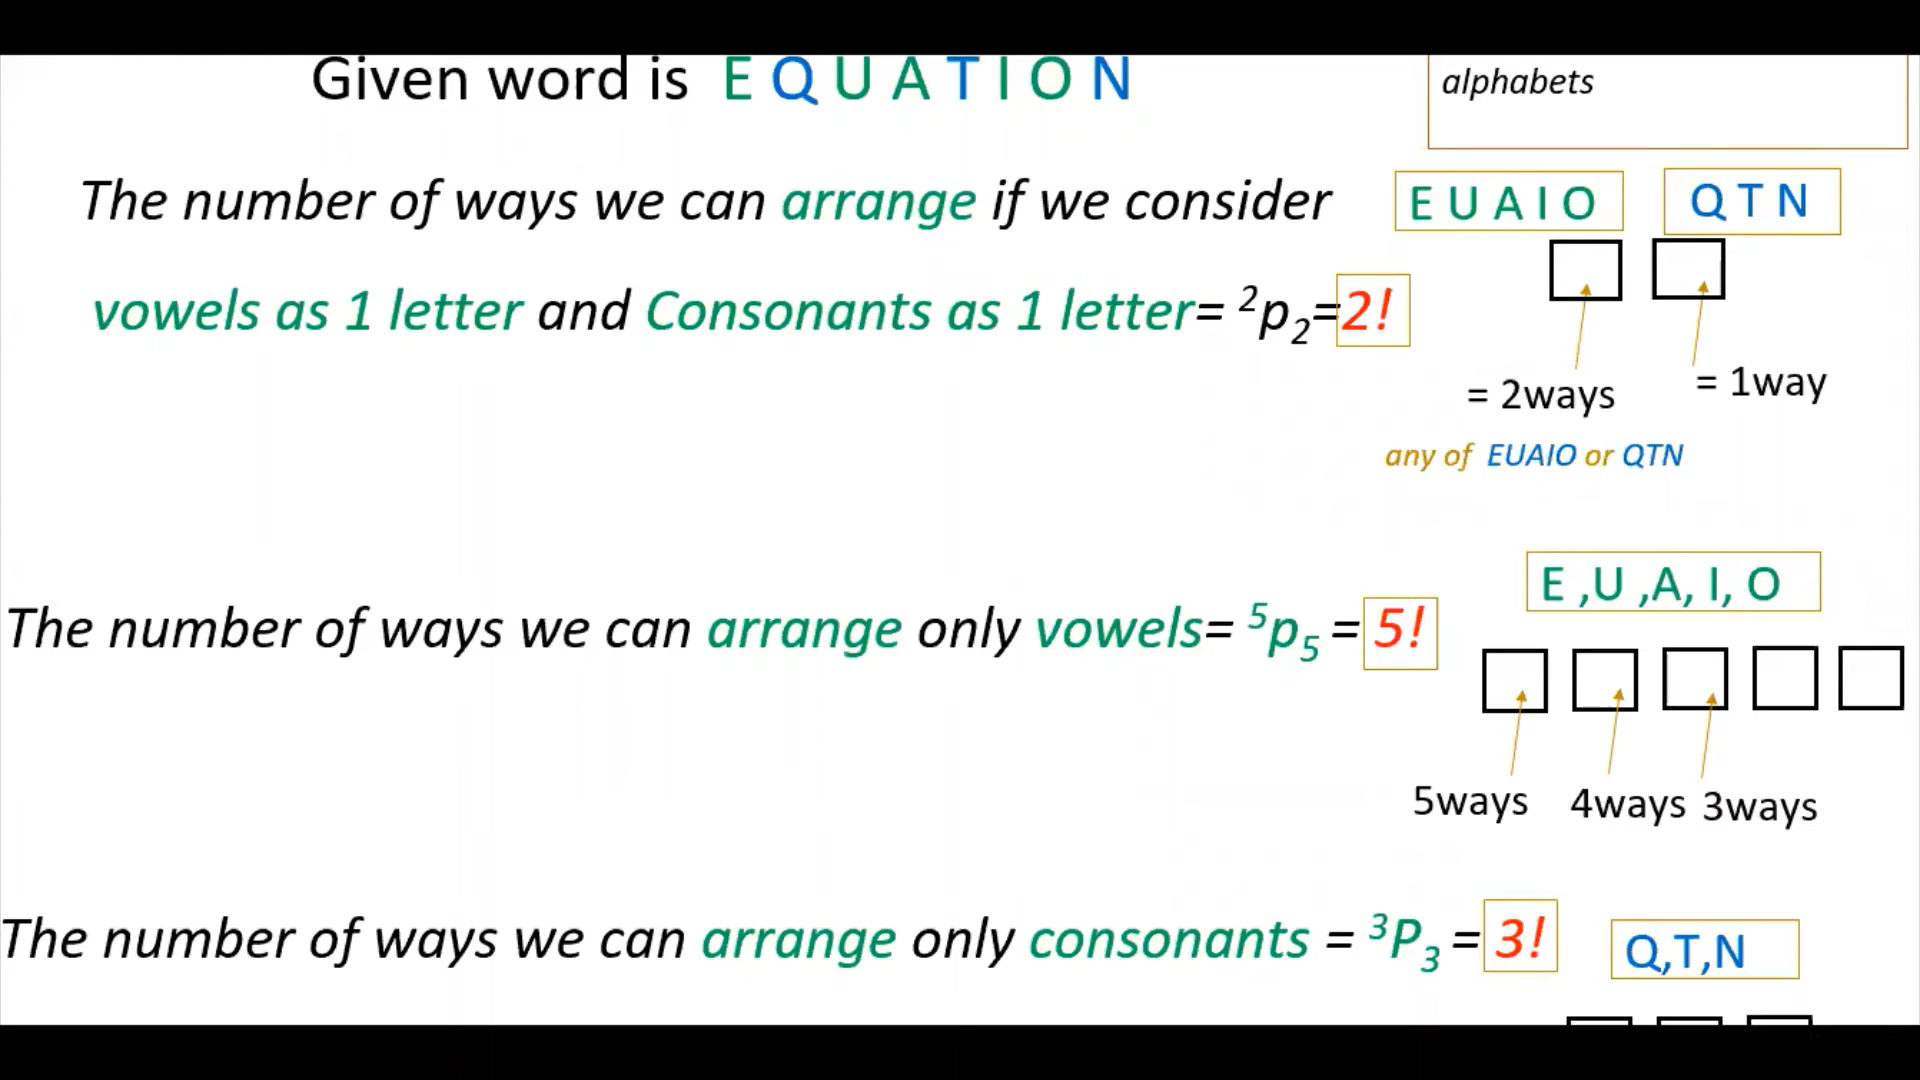 Given word is E Q U A T I O N
alphabets
The number of ways we can arrange if we consider
E U A I O
Q T N
vowels as 1 letter and Consonants as 1 letter= ²p₂=2!
= 2ways
= 1way
any of EUAIO or QTN
E ,U ,A, I, O
The number of ways we can arrange only vowels= ⁵p₅ = 5!
5ways
4ways
3ways
The number of ways we can arrange only consonants = ³P₃ = 3!
Q,T,N